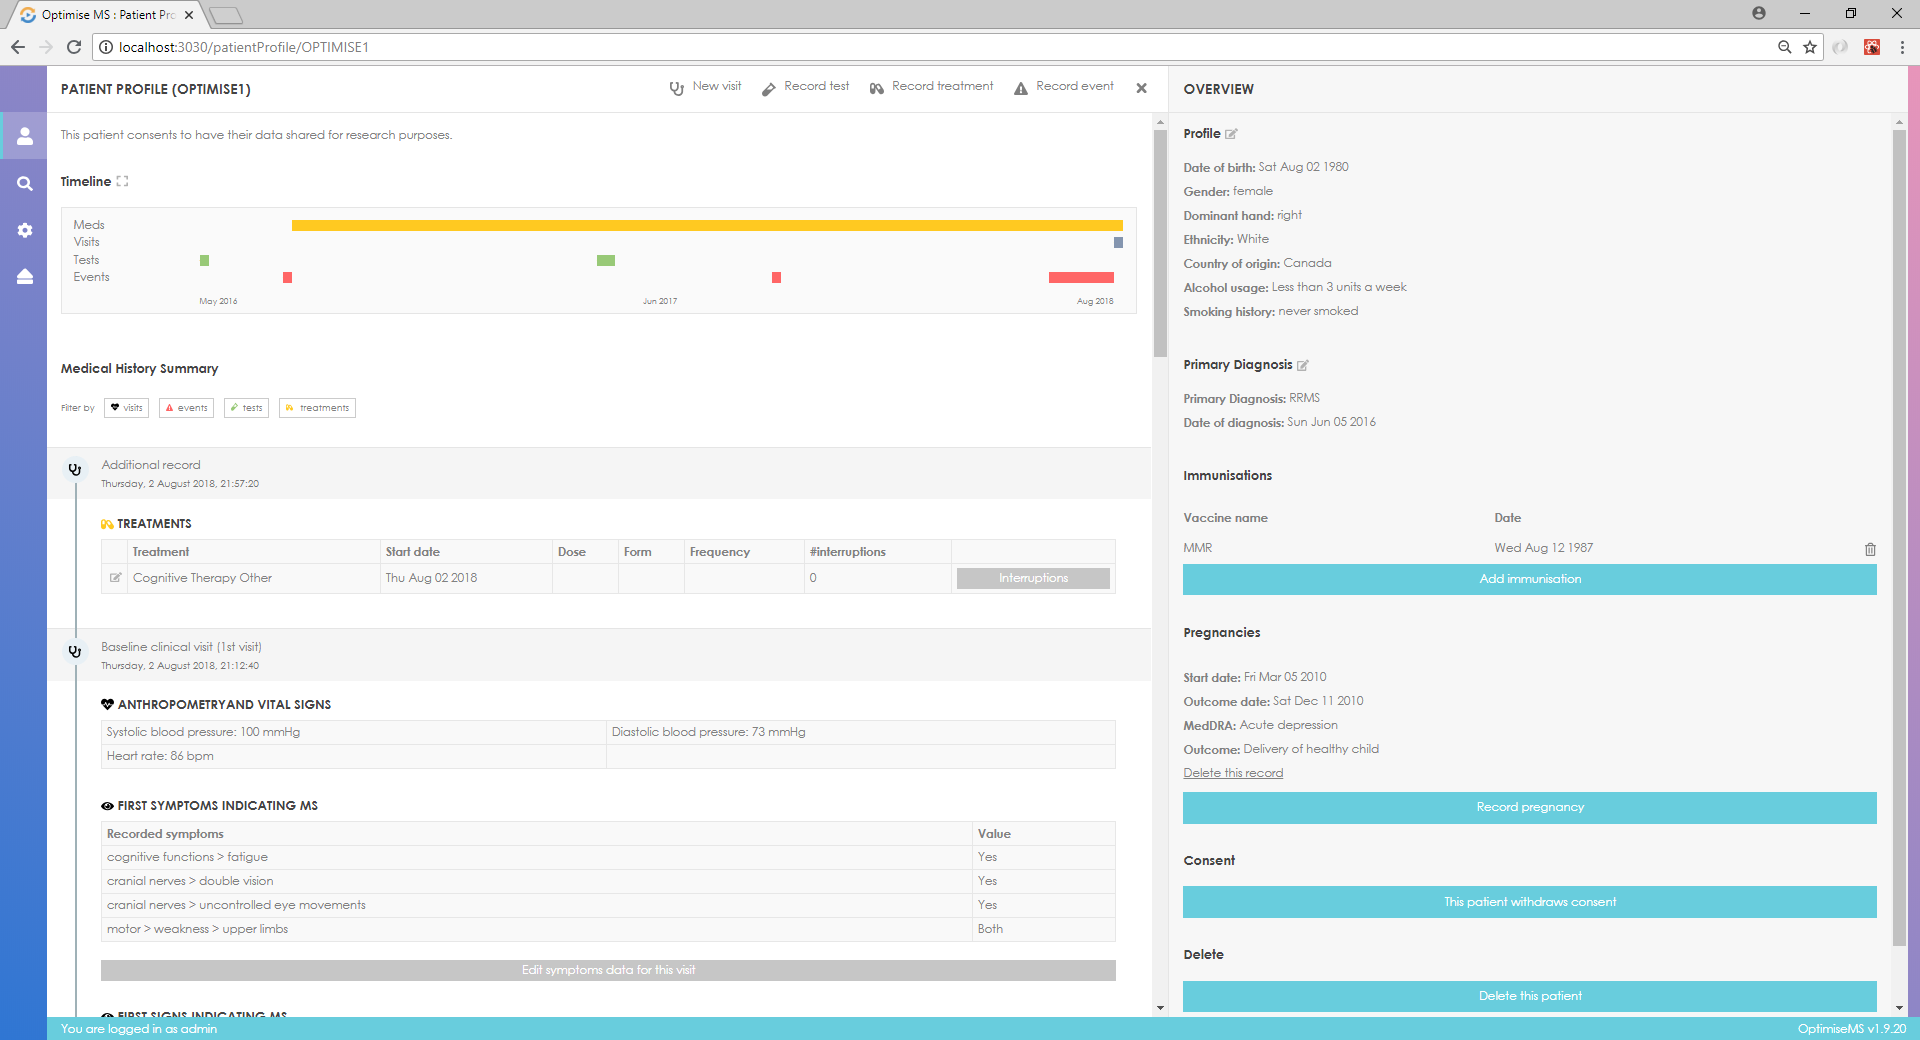 Optimise MS : Patient Pro
localhost:3030/patientProfile/OPTIMISE1
PATIENT PROFILE (OPTIMISE1)
New visit
Record test
Record treatment
Record event
This patient consents to have their data shared for research purposes.
Timeline
Meds
Visits
Tests
Events
May 2016
Jun 2017
Aug 2018
Medical History Summary
Filter by
visits
events
tests
treatments
Additional record
Thursday, 2 August 2018, 21:57:20
TREATMENTS
Treatment Start date Dose Form Frequency #interruptions
Cognitive Therapy Other Thu Aug 02 2018 0 Interruptions
Baseline clinical visit (1st visit)
Thursday, 2 August 2018, 21:12:40
ANTHROPOMETRYAND VITAL SIGNS
Systolic blood pressure: 100 mmHg Diastolic blood pressure: 73 mmHg
Heart rate: 86 bpm
FIRST SYMPTOMS INDICATING MS
Recorded symptoms Value
cognitive functions > fatigue Yes
cranial nerves > double vision Yes
cranial nerves > uncontrolled eye movements Yes
motor > weakness > upper limbs Both
Edit symptoms data for this visit
FIRST SIGNS INDICATING MS
OVERVIEW
Profile
Date of birth: Sat Aug 02 1980
Gender: female
Dominant hand: right
Ethnicity: White
Country of origin: Canada
Alcohol usage: Less than 3 units a week
Smoking history: never smoked
Primary Diagnosis
Primary Diagnosis: RRMS
Date of diagnosis: Sun Jun 05 2016
Immunisations
Vaccine name Date
MMR Wed Aug 12 1987
Add immunisation
Pregnancies
Start date: Fri Mar 05 2010
Outcome date: Sat Dec 11 2010
MedDRA: Acute depression
Outcome: Delivery of healthy child
Delete this record
Record pregnancy
Consent
This patient withdraws consent
Delete
Delete this patient
You are logged in as admin
OptimiseMS v1.9.20